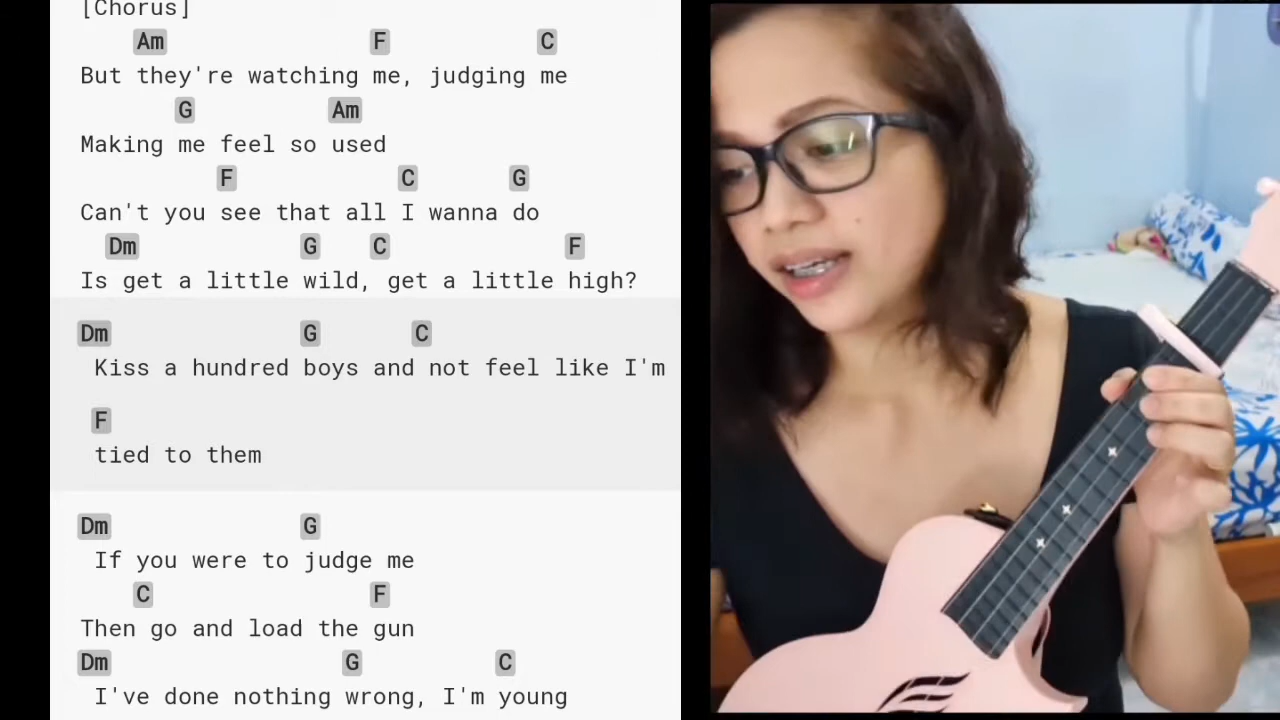 [Chorus]
Am F C
But they're watching me, judging me
G Am
Making me feel so used
F C G
Can't you see that all I wanna do
Dm G C F
Is get a little wild, get a little high?
Dm G C
Kiss a hundred boys and not feel like I'm
F
tied to them
Dm G
If you were to judge me
C F
Then go and load the gun
Dm G C
I've done nothing wrong, I'm young